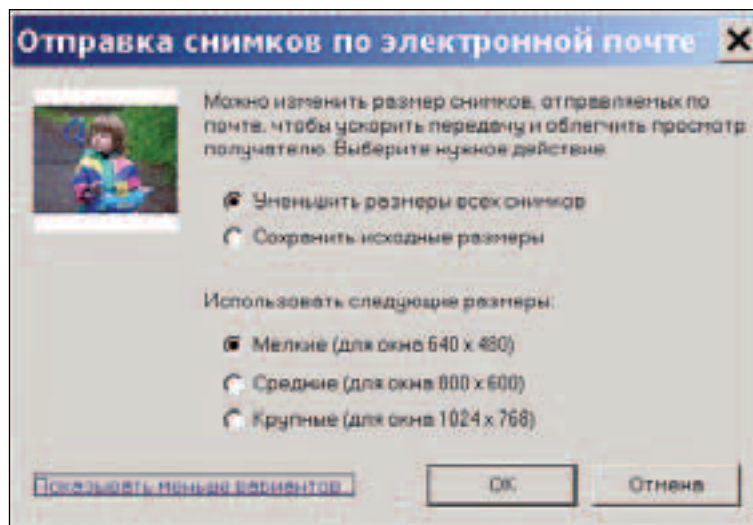 Отправка снимков по электронной почте
Можно изменить размер снимков, отправляемых по
почте, чтобы ускорить передачу и облегчить просмотр
получателю. Выберите нужное действие
Уменьшить размеры всех снимков
Сохранить исходные размеры
Использовать следующие размеры:
Мелкие (для окна 640 x 480)
Средние (для окна 800 x 600)
Крупные (для окна 1024 x 768)
Показывать меньше вариантов...
OK
Отмена